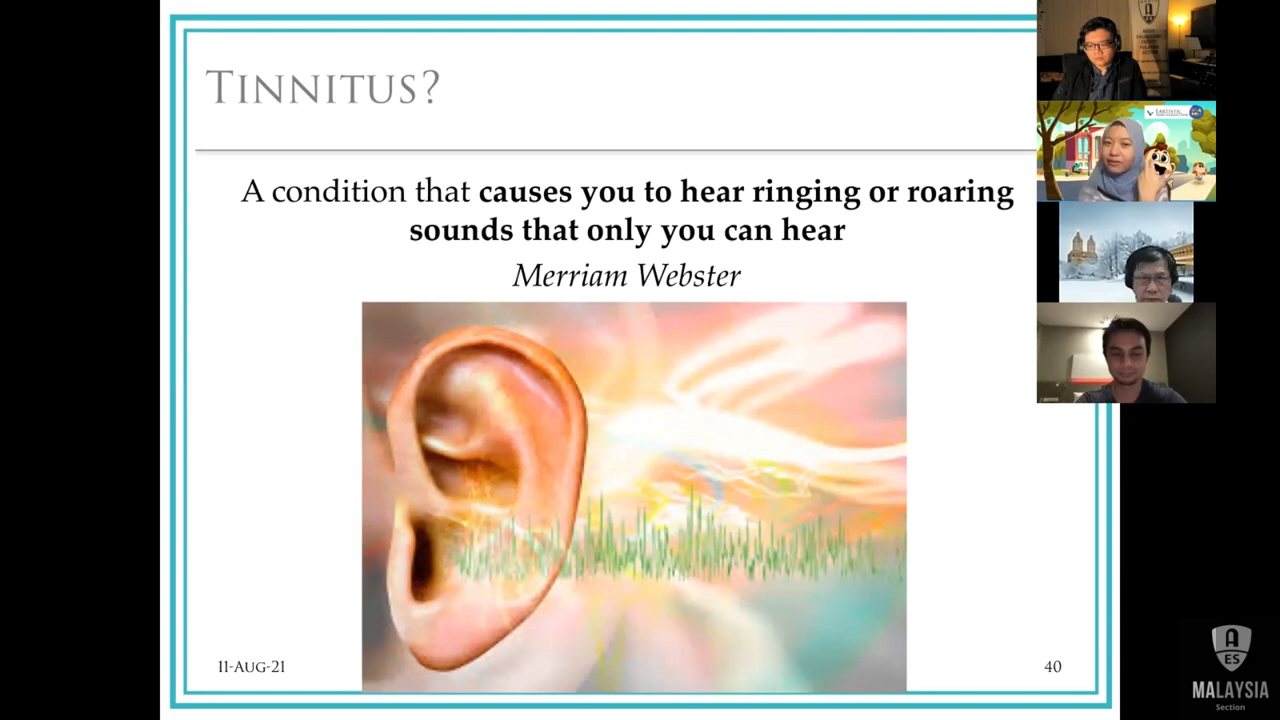 TINNITUS?
A condition that causes you to hear ringing or roaring
sounds that only you can hear
Merriam Webster
11-AUG-21
40
A
ES
MALAYSIA
Section